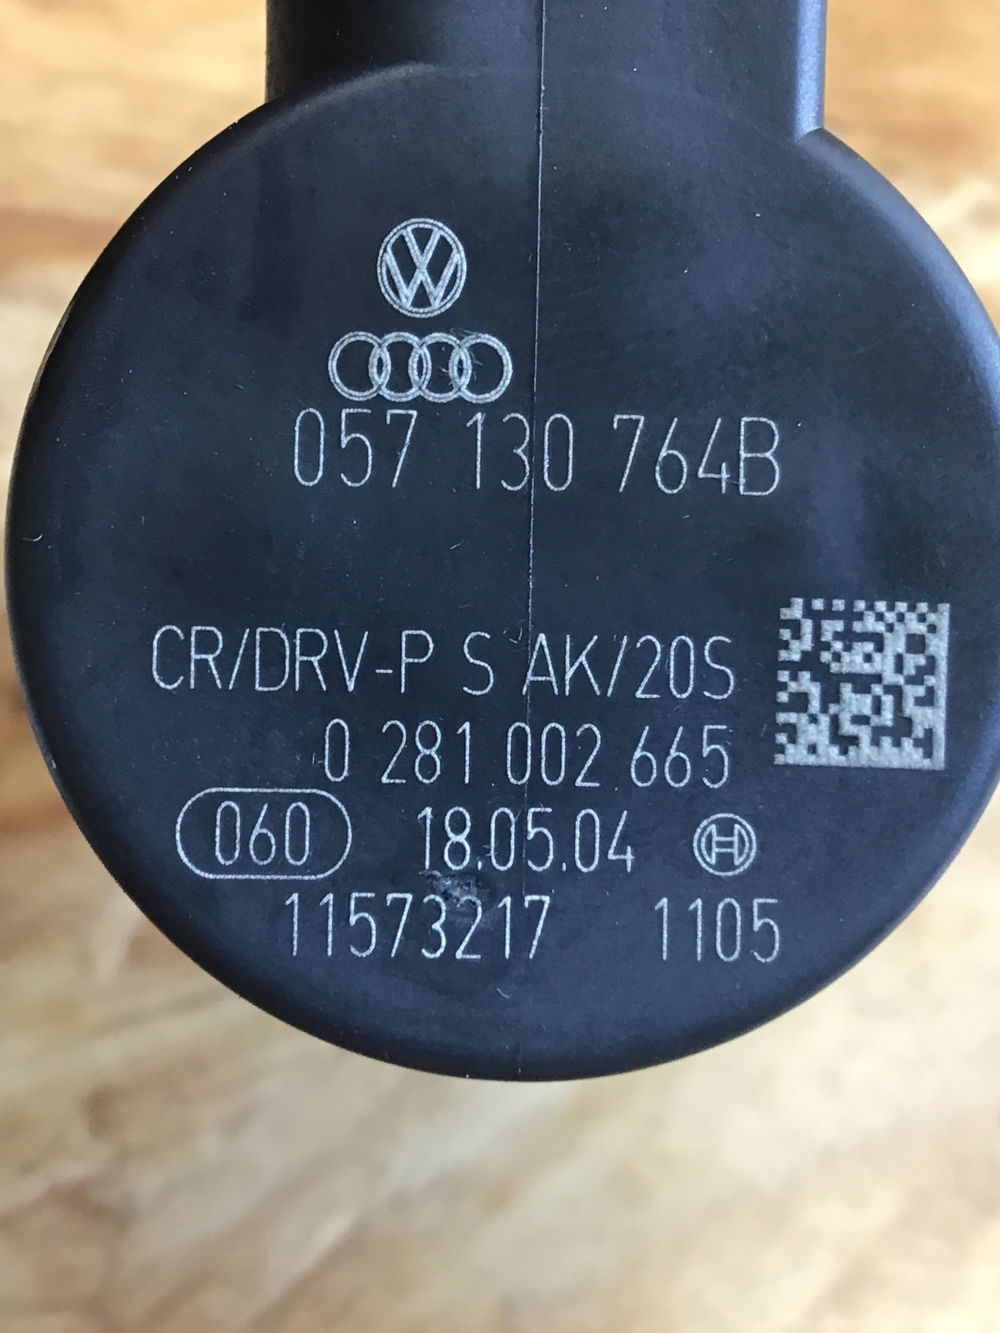 057 130 764B
CR/DRV-P S AK/20S
0 281 002 665
060 18.05.04
11573217 1105